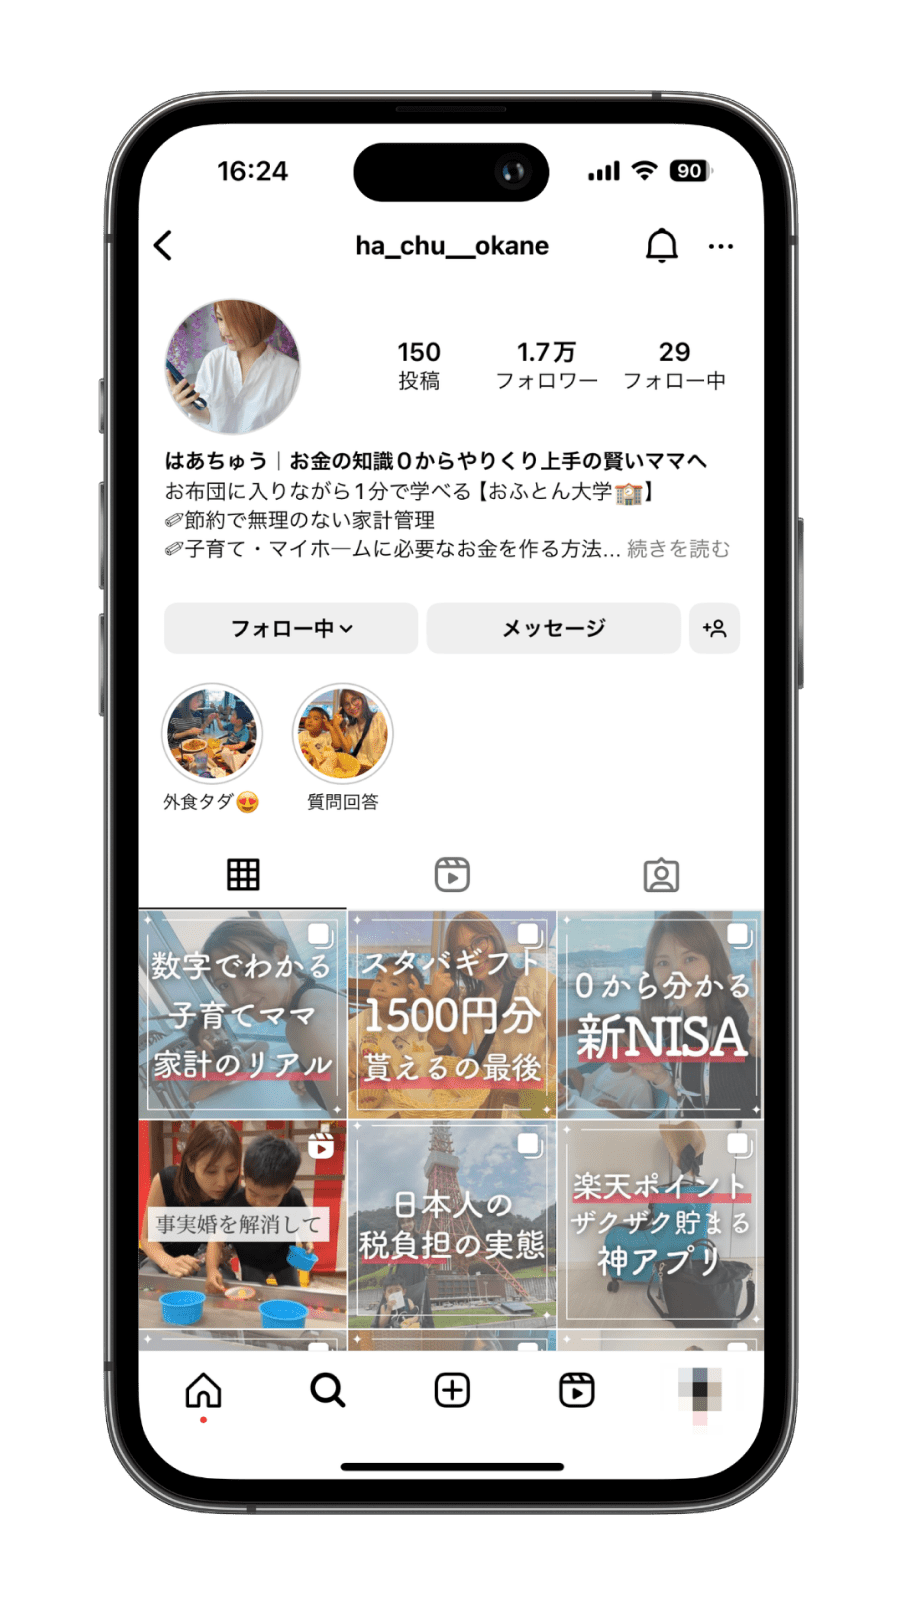 16:24
90
ha_chu__okane
150
1.7万
29
投稿
フォロワー
フォロー中
はあちゅう｜お金の知識０からやりくり上手の賢いママへ
お布団に入りながら1分で学べる【おふとん大学🏫】
節約で無理のない家計管理
子育て・マイホームに必要なお金を作る方法... 続きを読む
フォロー中
メッセージ
外食タダ😍
質問回答
数字でわかる
子育てママ
家計のリアル
スタバギフト
1500円分
貰えるの最後
0から分かる
新NISA
事実婚を解消して
日本人の
税負担の実態
楽天ポイント
ザクザク貯まる
神アプリ